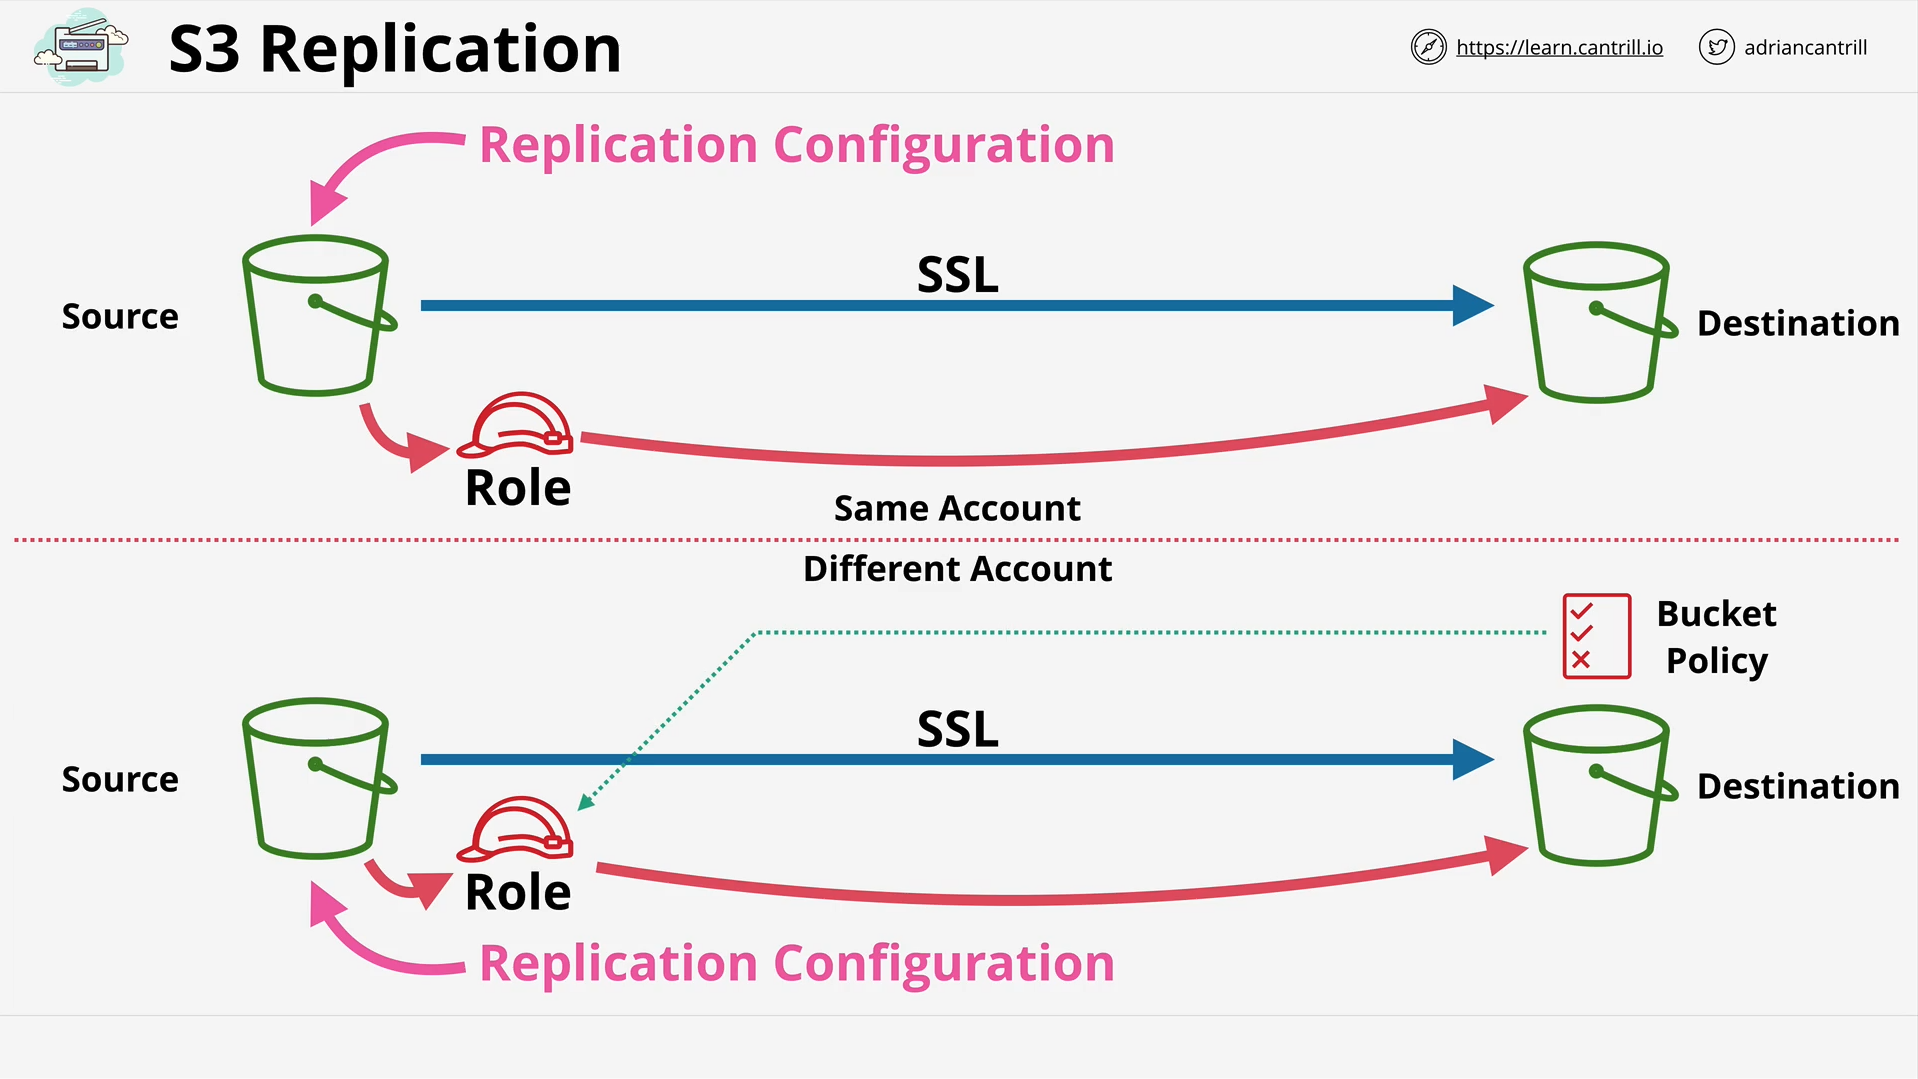 S3 Replication
https://learn.cantrill.io
adriancantrill
Replication Configuration
SSL
Source
Destination
Role
Same Account
Different Account
Bucket
Policy
SSL
Source
Destination
Role
Replication Configuration